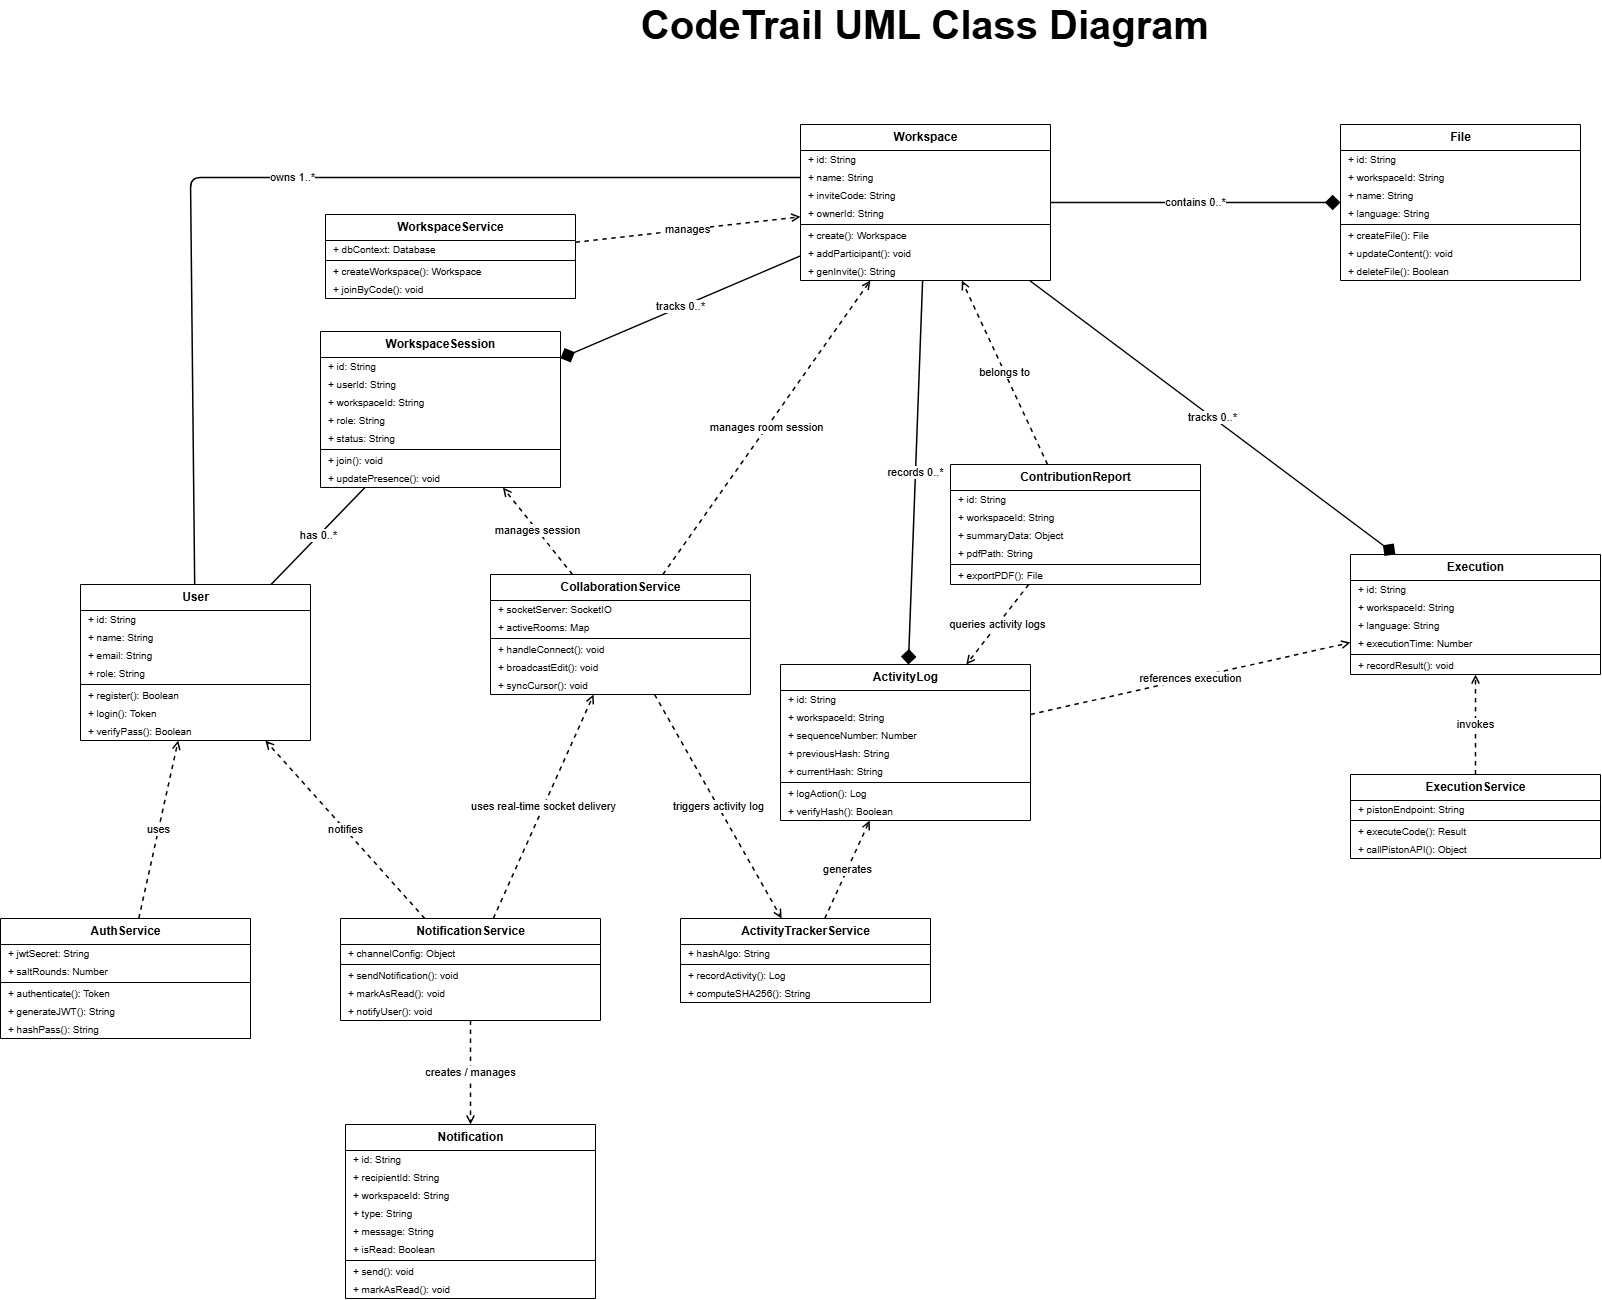 CodeTrail UML Class Diagram
Workspace
+ id: String
+ name: String
+ inviteCode: String
+ ownerId: String
+ create(): Workspace
+ addParticipant(): void
+ genInvite(): String
File
+ id: String
+ workspaceId: String
+ name: String
+ language: String
+ createFile(): File
+ updateContent(): void
+ deleteFile(): Boolean
owns 1..*
contains 0..*
WorkspaceService
+ dbContext: Database
+ createWorkspace(): Workspace
+ joinByCode(): void
manages
tracks 0..*
WorkspaceSession
+ id: String
+ userId: String
+ workspaceId: String
+ role: String
+ status: String
+ join(): void
+ updatePresence(): void
belongs to
manages room session
tracks 0..*
records 0..*
ContributionReport
+ id: String
+ workspaceId: String
+ summaryData: Object
+ pdfPath: String
+ exportPDF(): File
has 0..*
manages session
User
+ id: String
+ name: String
+ email: String
+ role: String
+ register(): Boolean
+ login(): Token
+ verifyPass(): Boolean
CollaborationService
+ socketServer: SocketIO
+ activeRooms: Map
+ handleConnect(): void
+ broadcastEdit(): void
+ syncCursor(): void
queries activity logs
Execution
+ id: String
+ workspaceId: String
+ language: String
+ executionTime: Number
+ recordResult(): void
ActivityLog
+ id: String
+ workspaceId: String
+ sequenceNumber: Number
+ previousHash: String
+ currentHash: String
+ logAction(): Log
+ verifyHash(): Boolean
references execution
invokes
ExecutionService
+ pistonEndpoint: String
+ executeCode(): Result
+ callPistonAPI(): Object
uses
notifies
uses real-time socket delivery
triggers activity log
generates
AuthService
+ jwtSecret: String
+ saltRounds: Number
+ authenticate(): Token
+ generateJWT(): String
+ hashPass(): String
NotificationService
+ channelConfig: Object
+ sendNotification(): void
+ markAsRead(): void
+ notifyUser(): void
ActivityTrackerService
+ hashAlgo: String
+ recordActivity(): Log
+ computeSHA256(): String
creates / manages
Notification
+ id: String
+ recipientId: String
+ workspaceId: String
+ type: String
+ message: String
+ isRead: Boolean
+ send(): void
+ markAsRead(): void